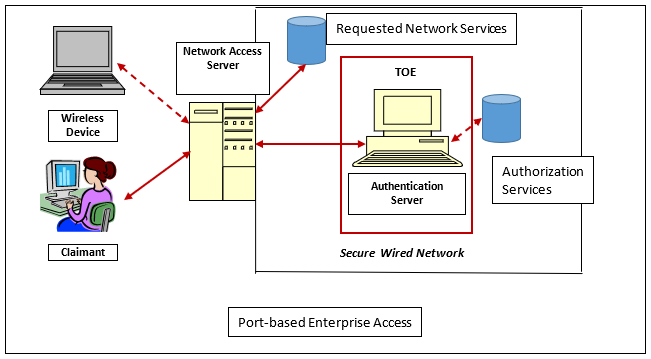 Requested Network Services
Network Access
Server
TOE
Wireless
Device
Authentication
Server
Authorization
Services
Claimant
Secure Wired Network
Port-based Enterprise Access